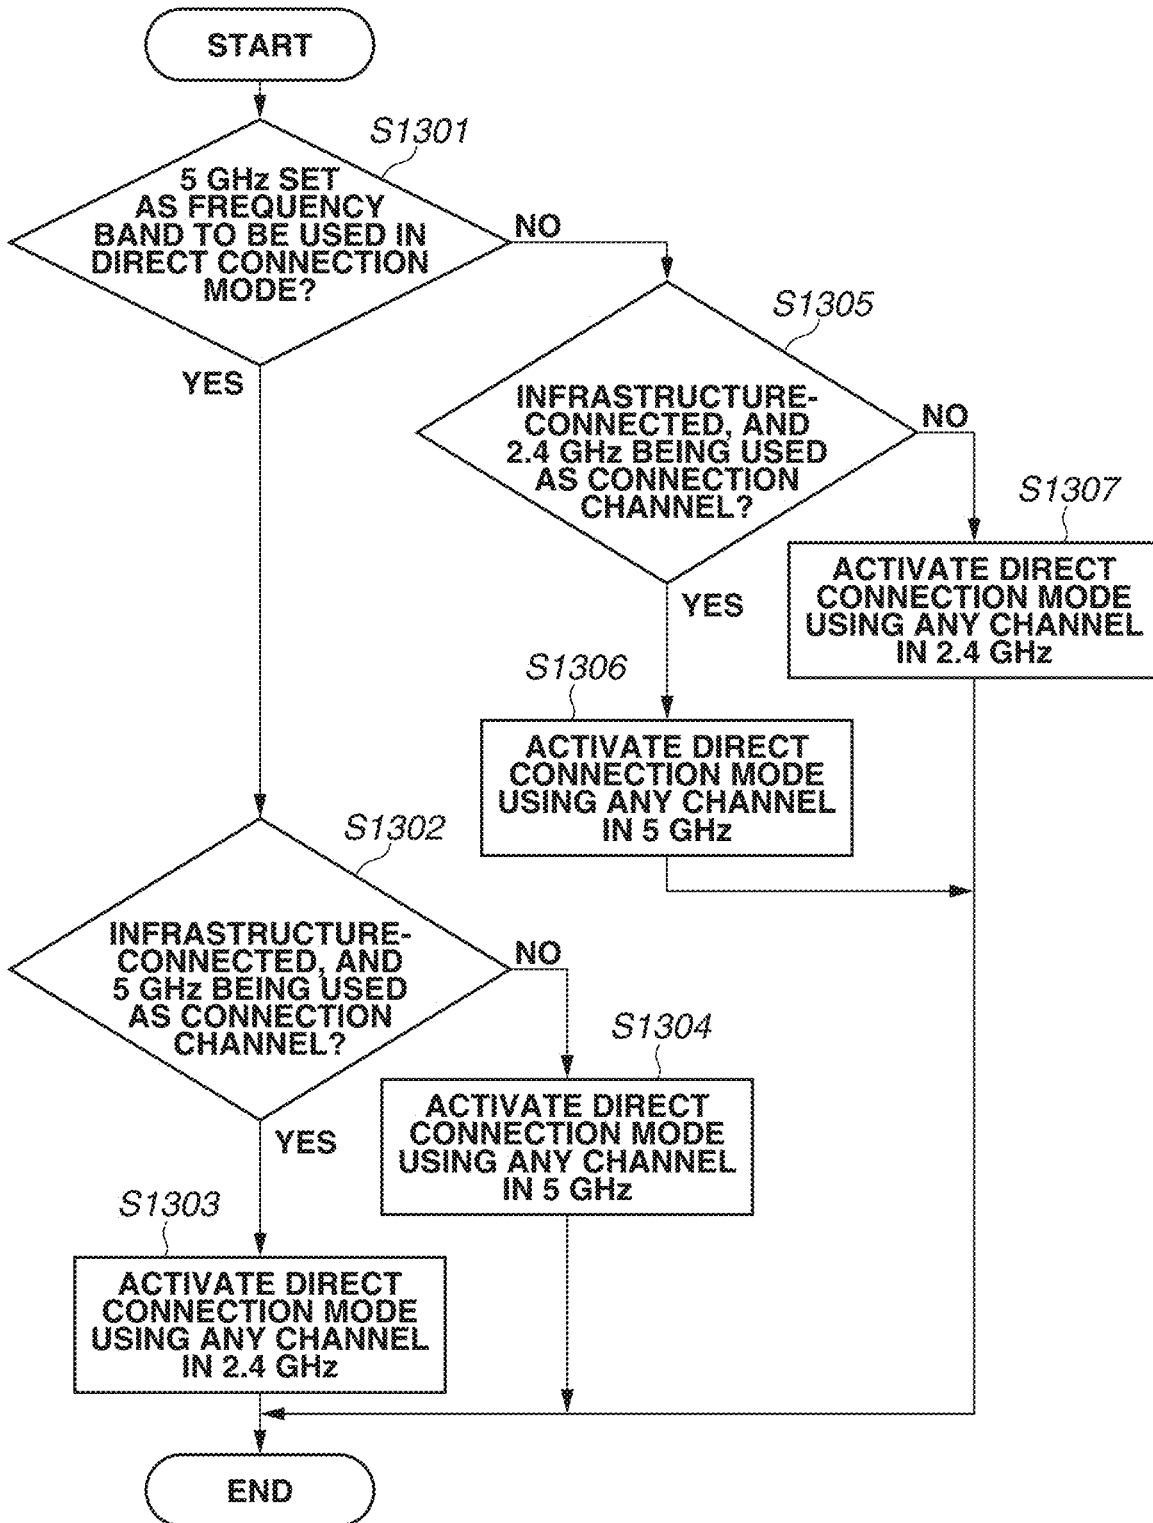 START
S1301
5 GHz SET
AS FREQUENCY
BAND TO BE USED IN
DIRECT CONNECTION
MODE?
NO
YES
S1305
INFRASTRUCTURE-
CONNECTED, AND
2.4 GHz BEING USED
AS CONNECTION
CHANNEL?
NO
YES
S1307
ACTIVATE DIRECT
CONNECTION MODE
USING ANY CHANNEL
IN 2.4 GHz
S1306
ACTIVATE DIRECT
CONNECTION MODE
USING ANY CHANNEL
IN 5 GHz
S1302
INFRASTRUCTURE-
CONNECTED, AND
5 GHz BEING USED
AS CONNECTION
CHANNEL?
NO
YES
S1304
ACTIVATE DIRECT
CONNECTION MODE
USING ANY CHANNEL
IN 5 GHz
S1303
ACTIVATE DIRECT
CONNECTION MODE
USING ANY CHANNEL
IN 2.4 GHz
END